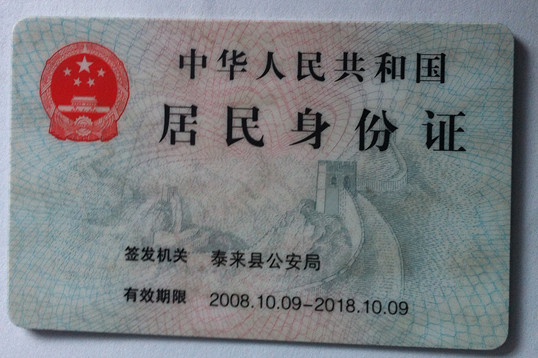 中华人民共和国
居民身份证
签发机关 泰来县公安局
有效期限 2008.10.09-2018.10.09